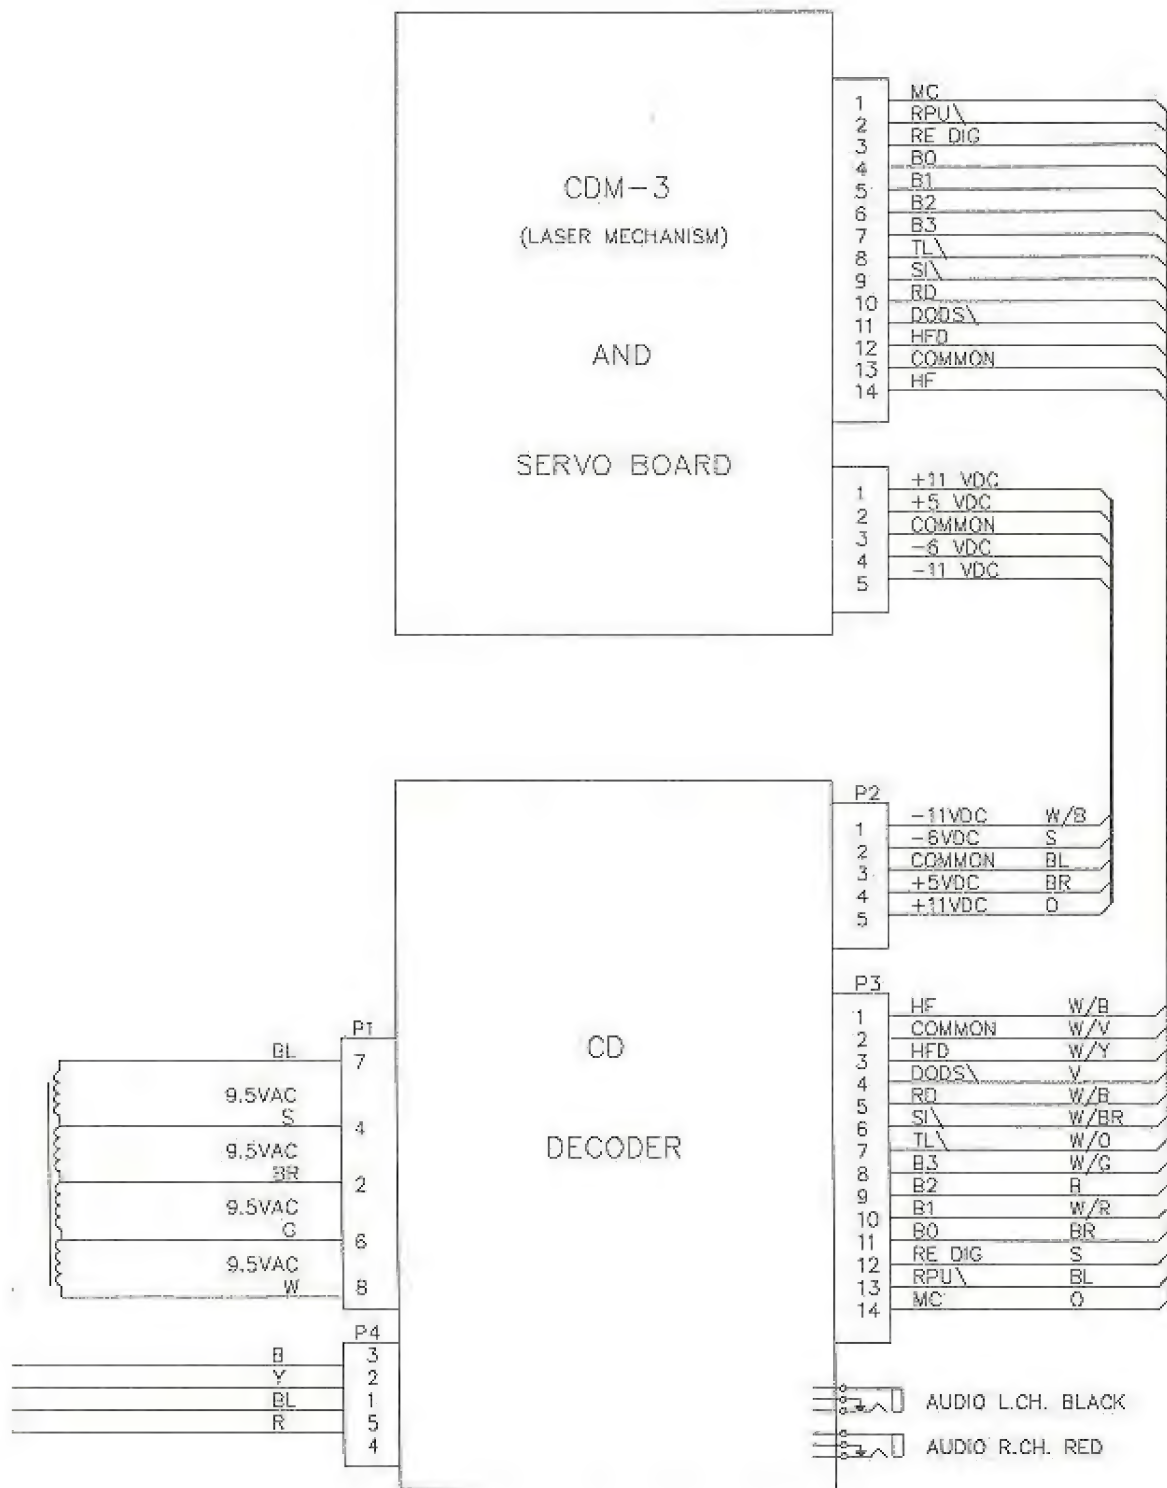 CDM-3
(LASER MECHANISM)
AND
SERVO BOARD
1 MC
2 RPU\
3 RE DIG
4 B0
5 B1
6 B2
7 B3
8 TL\
9 SI\
10 RD
11 DODS\
12 HFD
13 COMMON
14 HF
1 +11 VDC
2 +5 VDC
3 COMMON
4 -6 VDC
5 -11 VDC
CD
DECODER
P2
1 -11VDC W/B
2 -6VDC S
3 COMMON BL
4 +5VDC BR
5 +11VDC O
P3
1 HF W/B
2 COMMON W/V
3 HFD W/Y
4 DODS\ V
5 RD W/B
6 SI\ W/BR
7 TL\ W/O
8 B3 W/G
9 B2
10 B1 W/R
11 B0 BR
12 RE DIG S
13 RPU\ BL
14 MC O
P1
BL 7
9.5VAC
S 4
9.5VAC
BR 2
9.5VAC
G 6
9.5VAC
W 8
P4
B 3
Y 2
BL 1
R 5
4
AUDIO L.CH. BLACK
AUDIO R.CH. RED